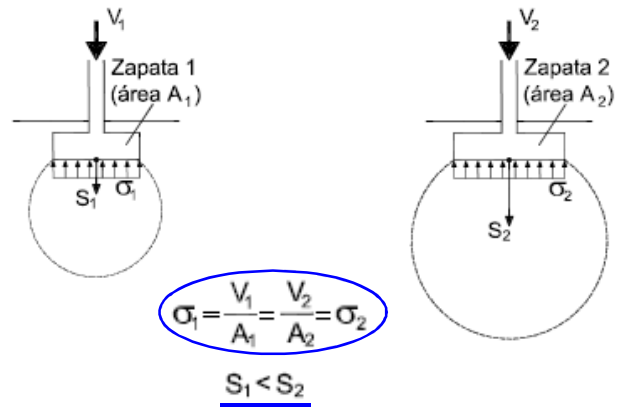 V₁
Zapata 1
(área A₁)
σ₁
S₁
V₂
Zapata 2
(área A₂)
σ₂
S₂
σ₁ = V₁/A₁ = V₂/A₂ = σ₂
S₁ < S₂